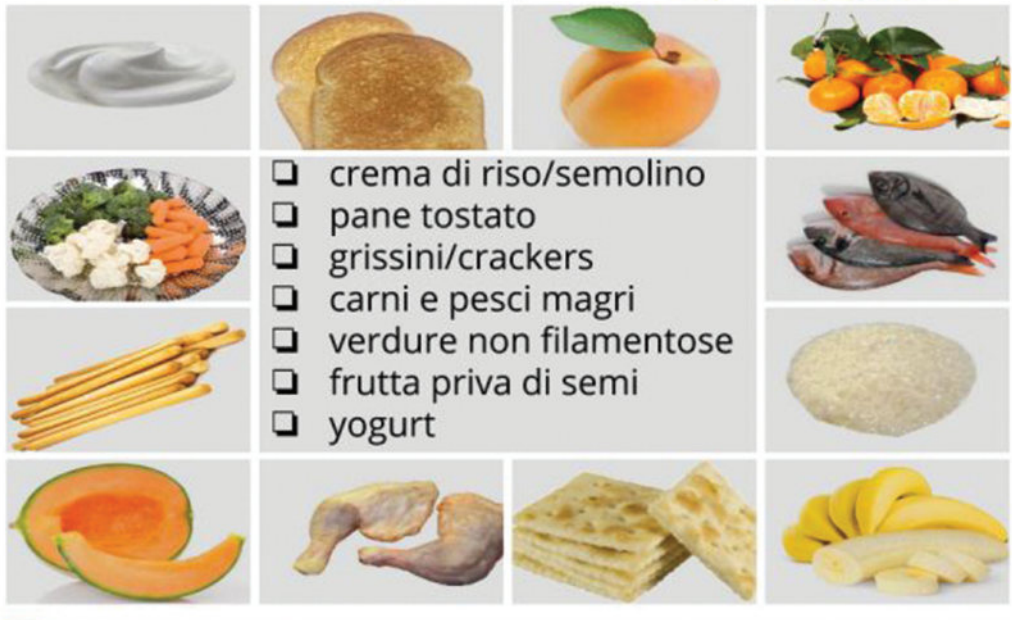 ❏ crema di riso/semolino
❏ pane tostato
❏ grissini/crackers
❏ carni e pesci magri
❏ verdure non filamentose
❏ frutta priva di semi
❏ yogurt